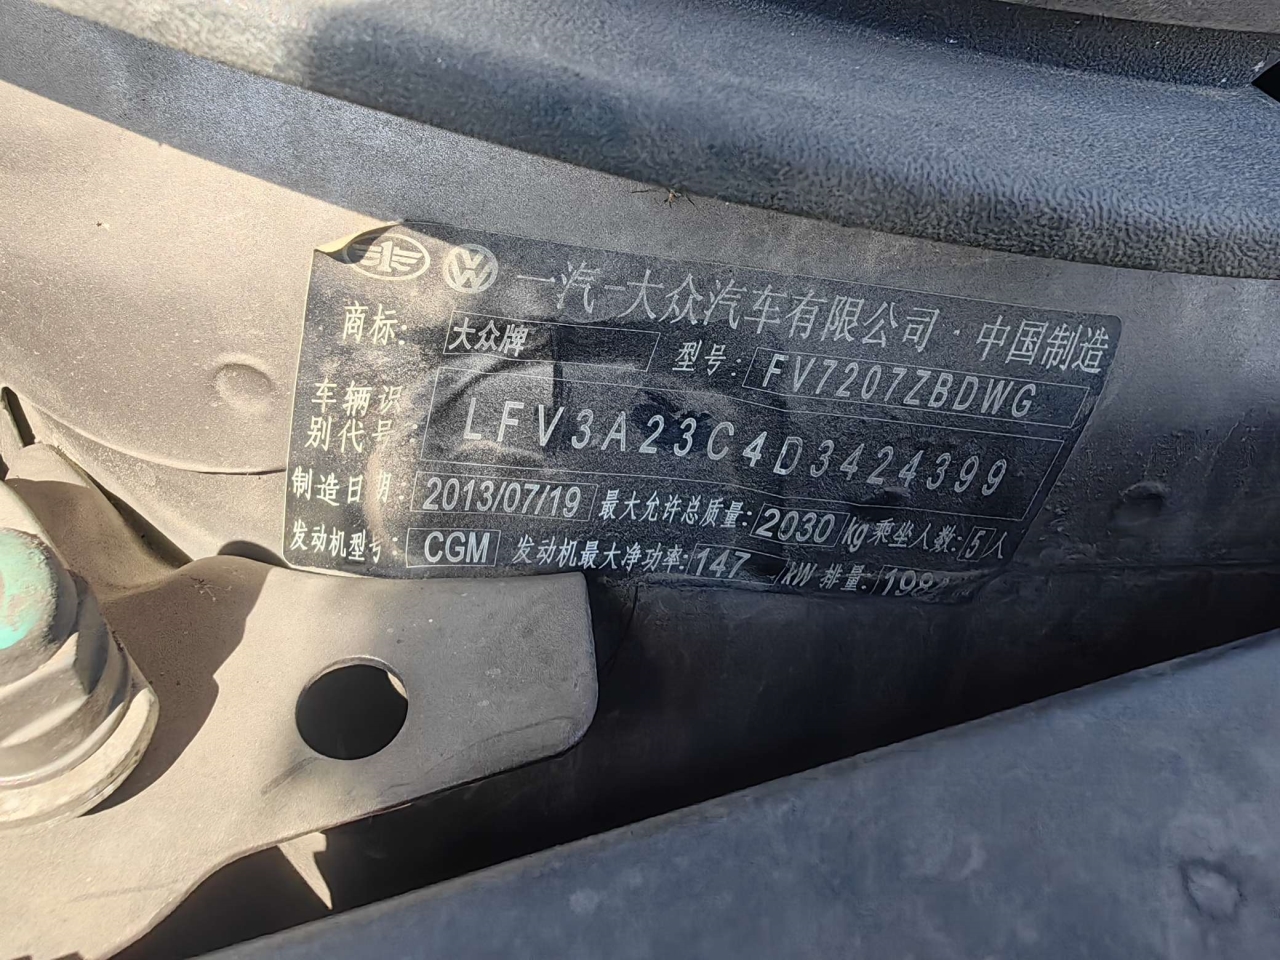 一汽-大众汽车有限公司·中国制造
商标: 大众牌 型号: FV7207ZBDWG
车辆识别代号: LFV3A23C4D3424399
制造日期: 2013/07/19 最大允许总质量: 2030 kg 乘坐人数: 5 人
发动机型号: CGM 发动机最大净功率: 147 kW 排量: 198